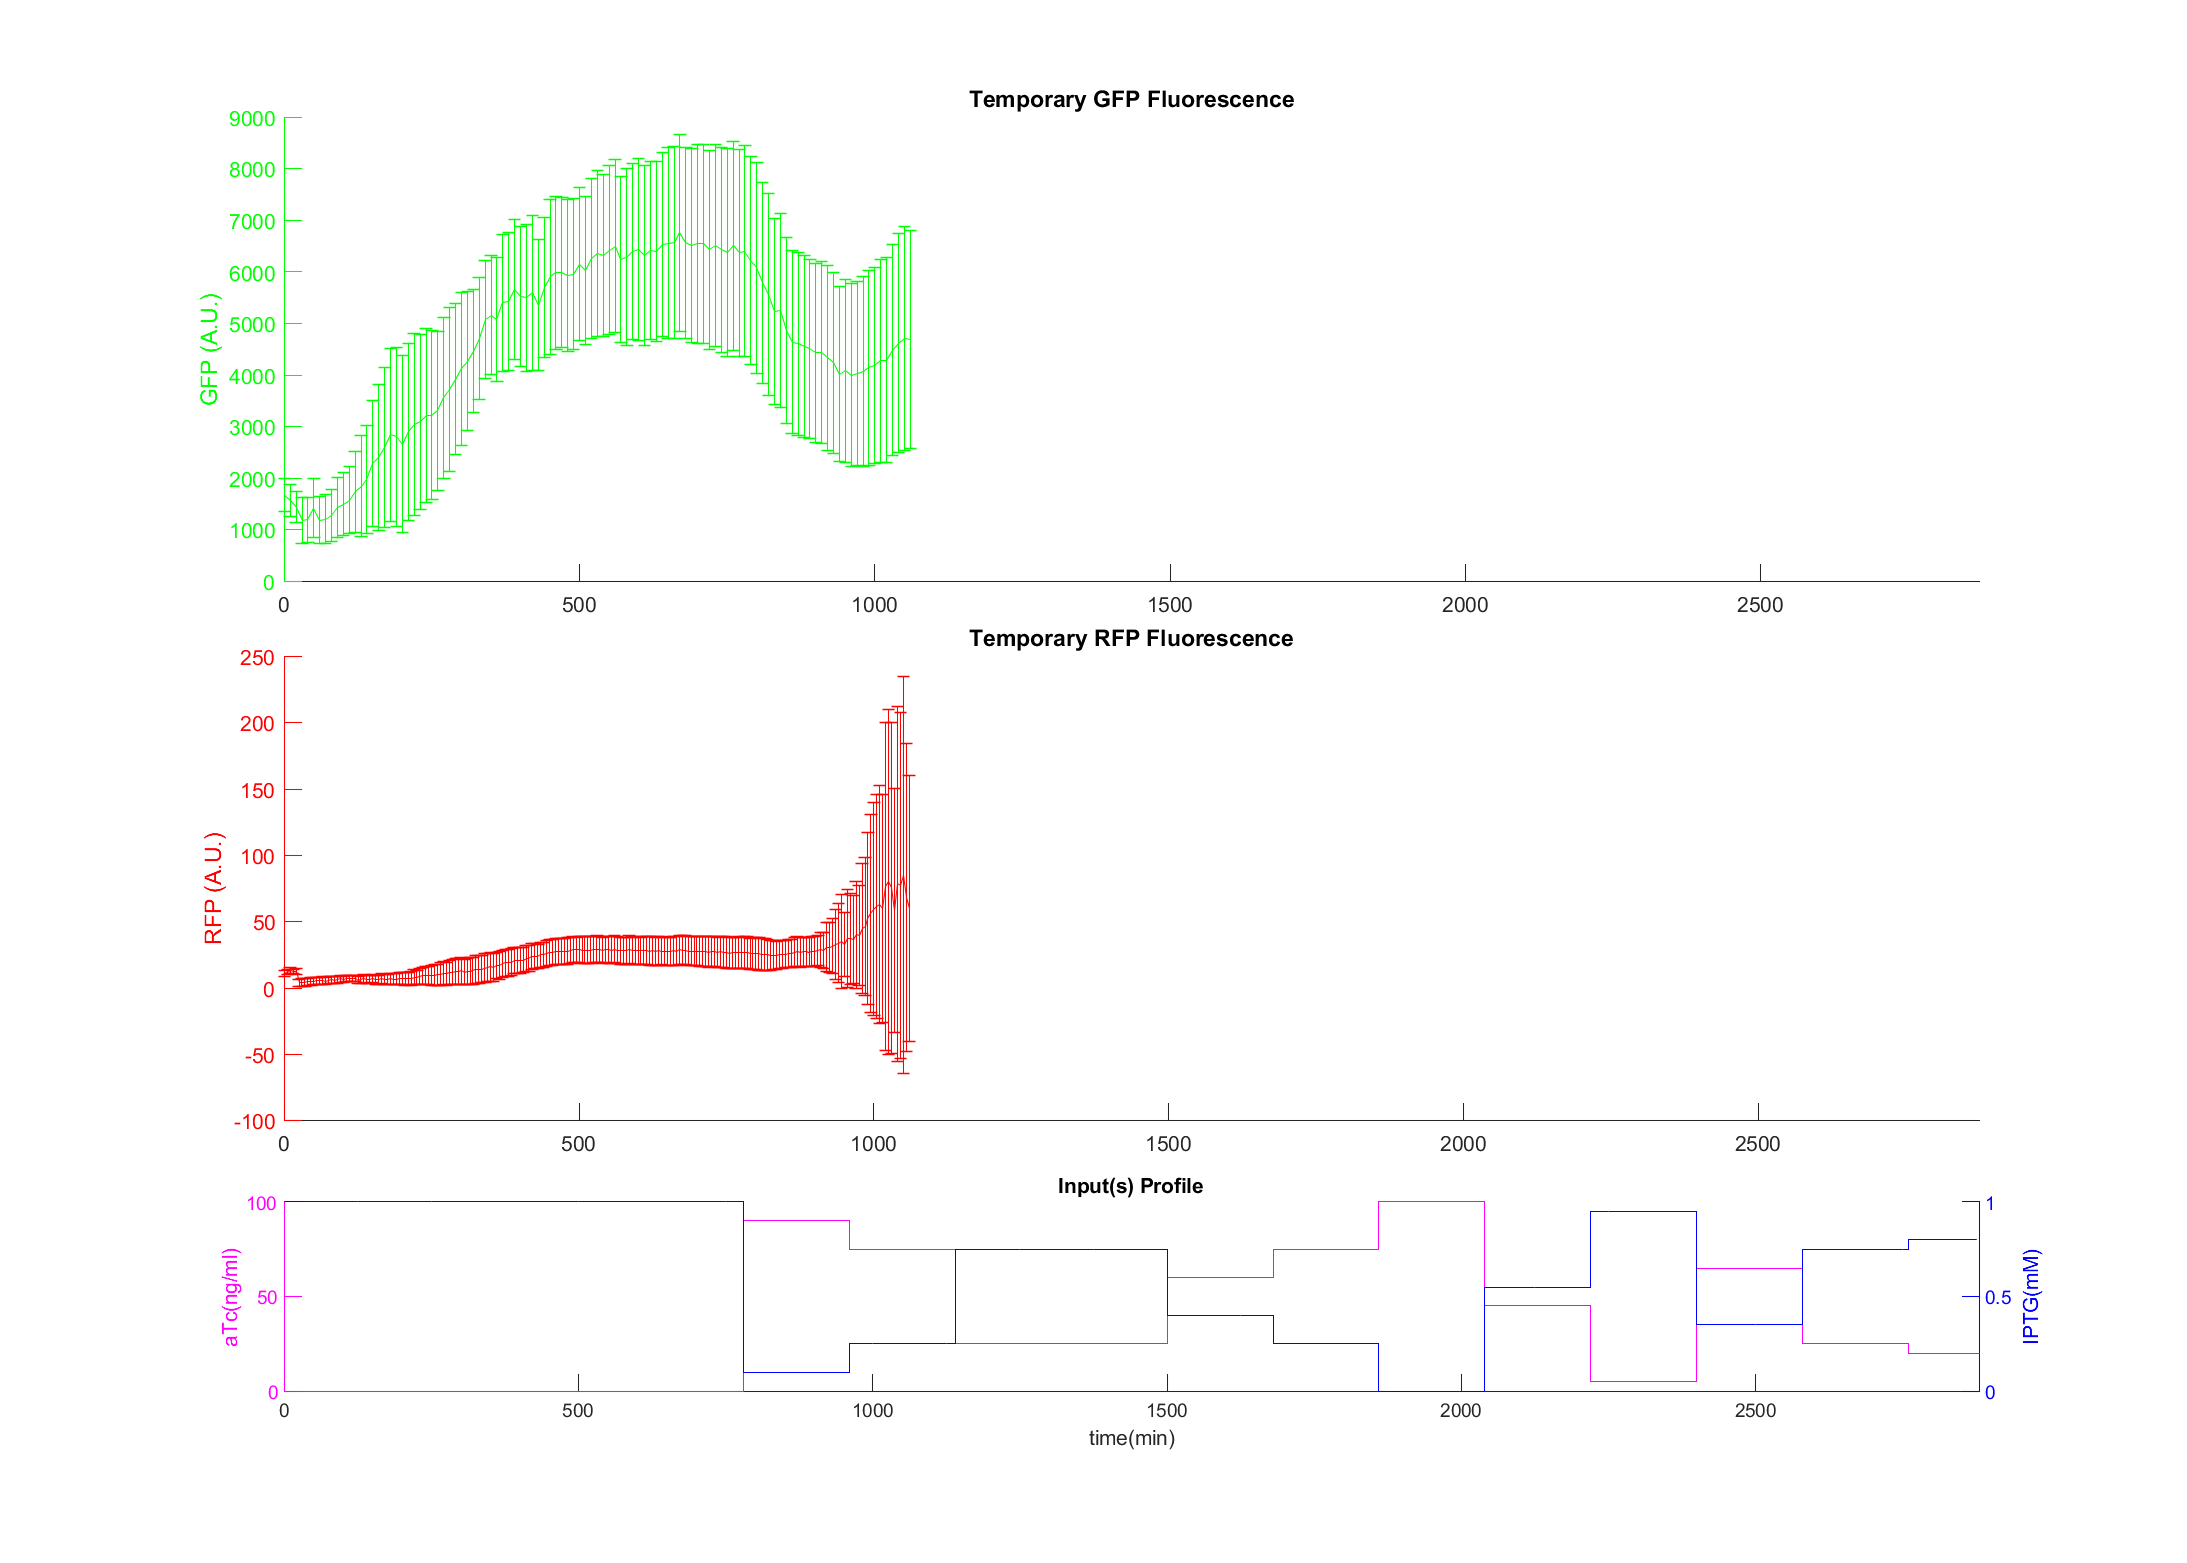 Temporary GFP Fluorescence
9000
8000
7000
6000
5000
4000
3000
2000
1000
0
GFP (A.U.)
0 500 1000 1500 2000 2500
Temporary RFP Fluorescence
250
200
150
100
50
0
-50
-100
RFP (A.U.)
0 500 1000 1500 2000 2500
Input(s) Profile
100
50
0
aTc(ng/ml)
1
0.5
0
IPTG(mM)
0 500 1000 1500 2000 2500
time(min)